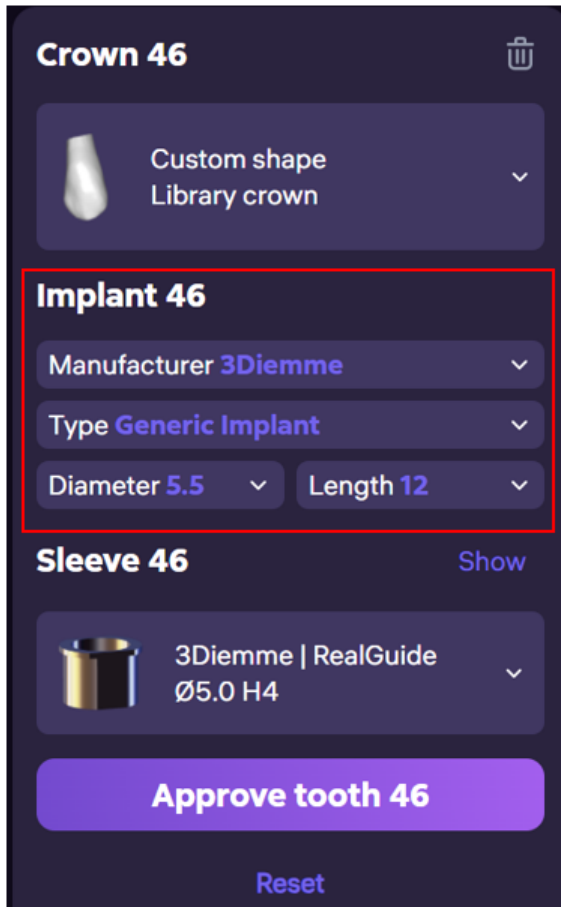 Crown 46
Custom shape
Library crown
Implant 46
Manufacturer 3Diemme
Type Generic Implant
Diameter 5.5 Length 12
Sleeve 46 Show
3Diemme | RealGuide
Ø5.0 H4
Approve tooth 46
Reset